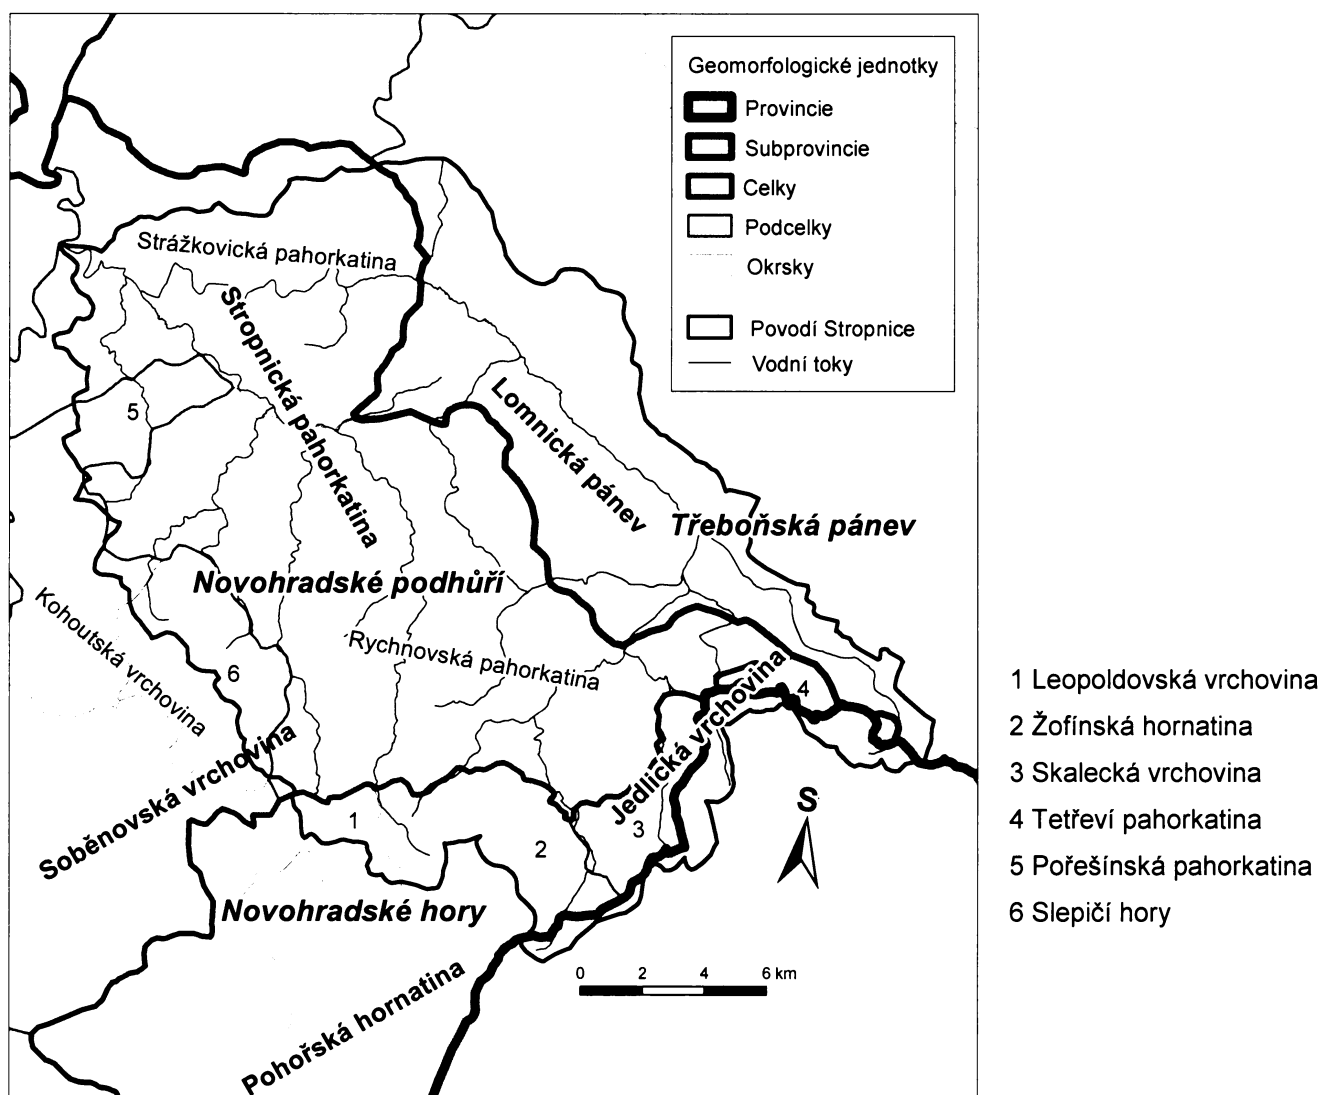 Geomorfologické jednotky
Provincie
Subprovincie
Celky
Podcelky
Okrsky
Povodí Stropnice
Vodní toky
Strážkovická pahorkatina
Stropnická pahorkatina
Lomnická pánev
5
Třeboňská pánev
Novohradské podhůří
Kohoutská vrchovina
Rychnovská pahorkatina
6
Jedlická vrchovina
4
Soběnovská vrchovina
1
2
3
S
Novohradské hory
Pohořská hornatina
0 2 4 6 km
1 Leopoldovská vrchovina
2 Žofínská hornatina
3 Skalecká vrchovina
4 Tetřeví pahorkatina
5 Pořešínská pahorkatina
6 Slepičí hory